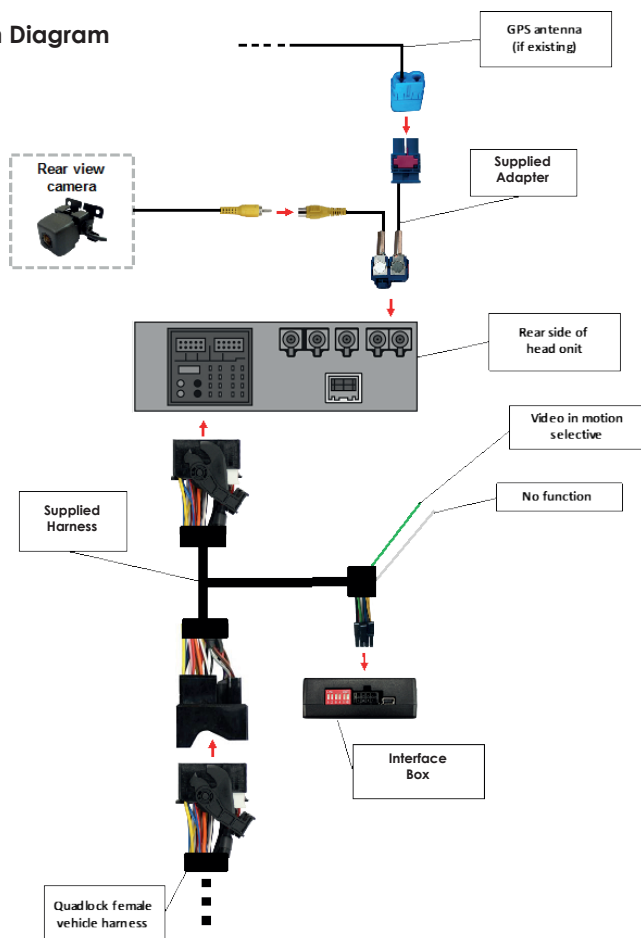 n Diagram
GPS antenna
(if existing)
Rear view
camera
Supplied
Adapter
Rear side of
head onit
Video in motion
selective
No function
Supplied
Harness
Interface
Box
Quadlock female
vehicle harness